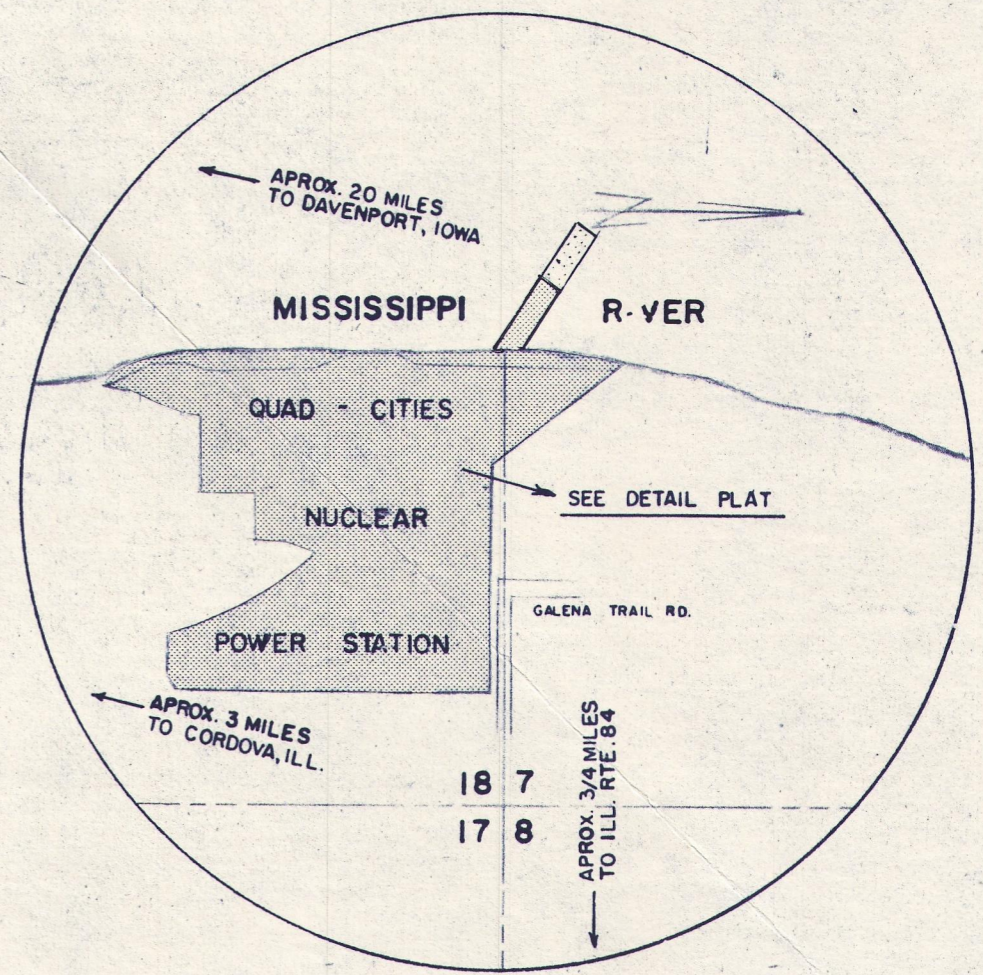 APROX. 20 MILES
TO DAVENPORT, IOWA
N
MISSISSIPPI R-VER
QUAD - CITIES
SEE DETAIL PLAT
NUCLEAR
GALENA TRAIL RD.
POWER STATION
APROX. 3 MILES
TO CORDOVA, ILL.
APROX. 3/4 MILES
TO ILL. RTE. 84
18 7
17 8